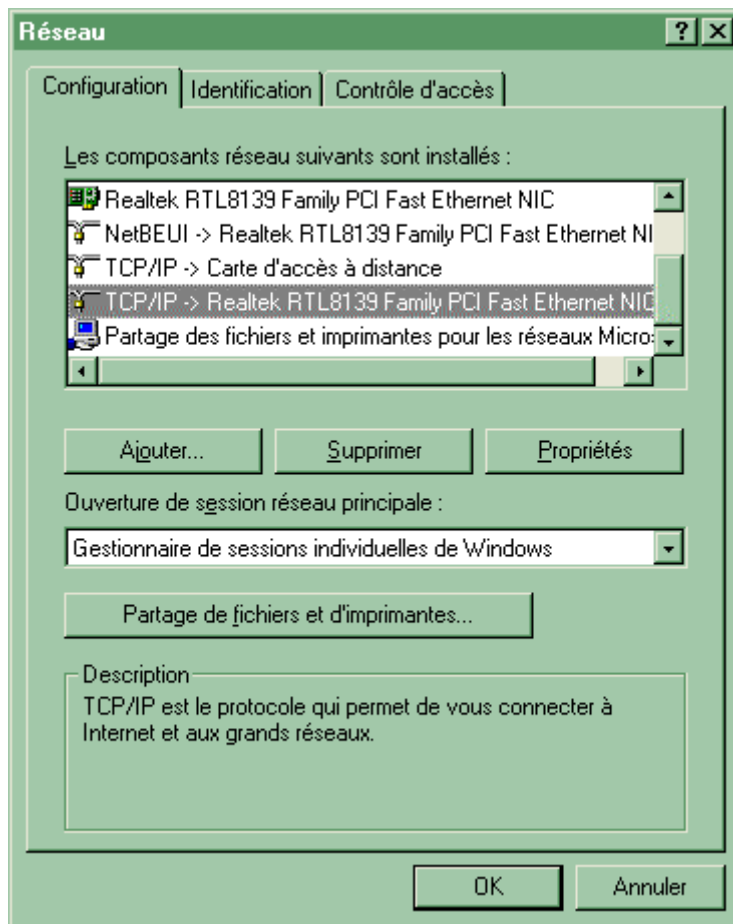 Réseau
Configuration
Identification
Contrôle d'accès
Les composants réseau suivants sont installés :
Realtek RTL8139 Family PCI Fast Ethernet NIC
NetBEUI -> Realtek RTL8139 Family PCI Fast Ethernet NI
TCP/IP -> Carte d'accès à distance
TCP/IP -> Realtek RTL8139 Family PCI Fast Ethernet NIC
Partage des fichiers et imprimantes pour les réseaux Micro
Ajouter...
Supprimer
Propriétés
Ouverture de session réseau principale :
Gestionnaire de sessions individuelles de Windows
Partage de fichiers et d'imprimantes...
Description
TCP/IP est le protocole qui permet de vous connecter à
Internet et aux grands réseaux.
OK
Annuler